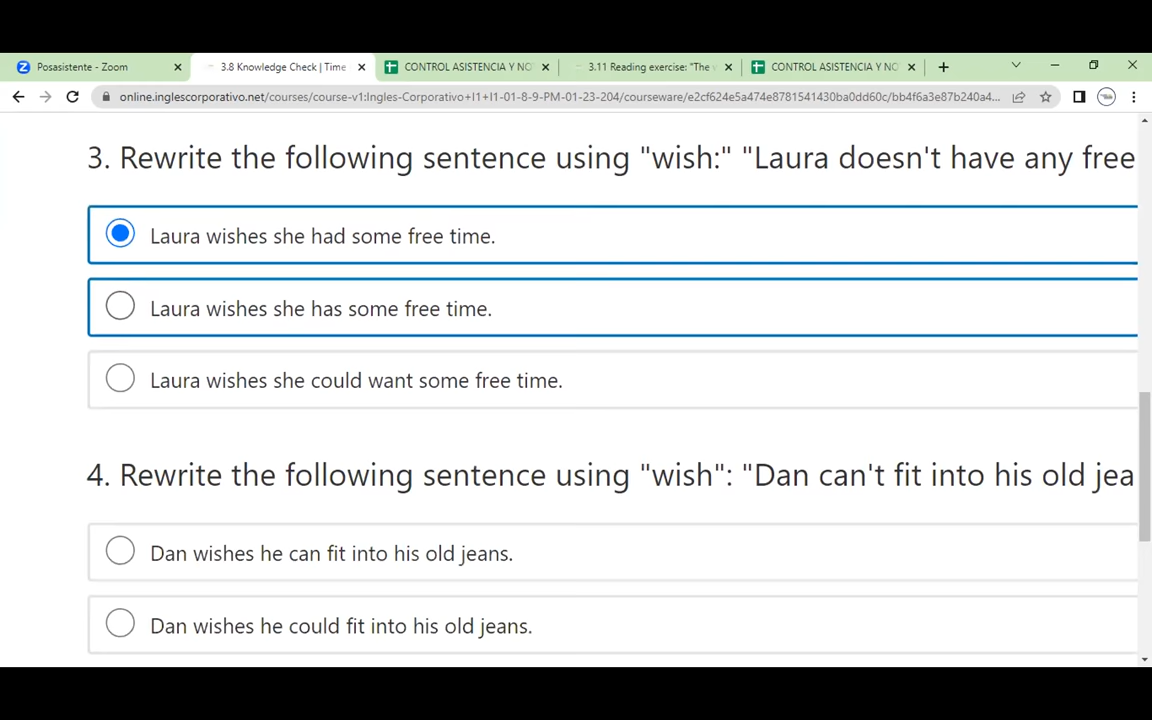 Posasistente - Zoom
3.8 Knowledge Check | Time
CONTROL ASISTENCIA Y NO
3.11 Reading exercise: "The
CONTROL ASISTENCIA Y NO
online.inglescorporativo.net/courses/course-v1:Ingles-Corporativo+I1+I1-01-8-9-PM-01-23-204/courseware/e2cf624e5a474e8781541430ba0dd60c/bb4f6a3e87b240a4...
3. Rewrite the following sentence using "wish:" "Laura doesn't have any free
Laura wishes she had some free time.
Laura wishes she has some free time.
Laura wishes she could want some free time.
4. Rewrite the following sentence using "wish": "Dan can't fit into his old jea
Dan wishes he can fit into his old jeans.
Dan wishes he could fit into his old jeans.